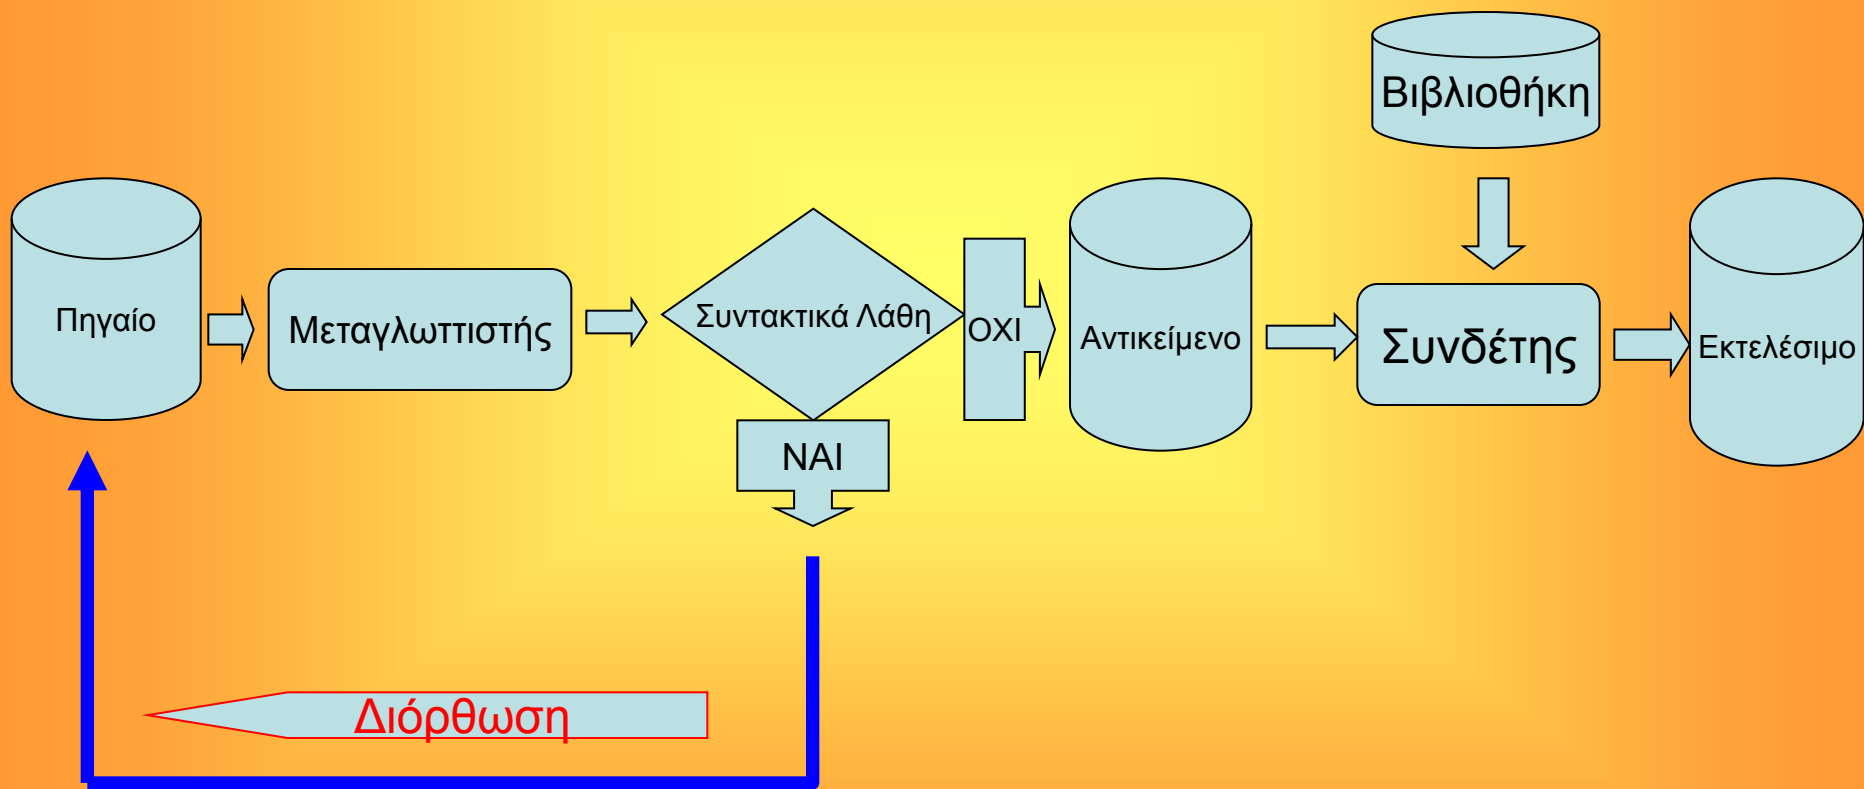 Βιβλιοθήκη
Πηγαίο
Μεταγλωττιστής
Συντακτικά Λάθη
ΟΧΙ
Αντικείμενο
Συνδέτης
Εκτελέσιμο
ΝΑΙ
Διόρθωση